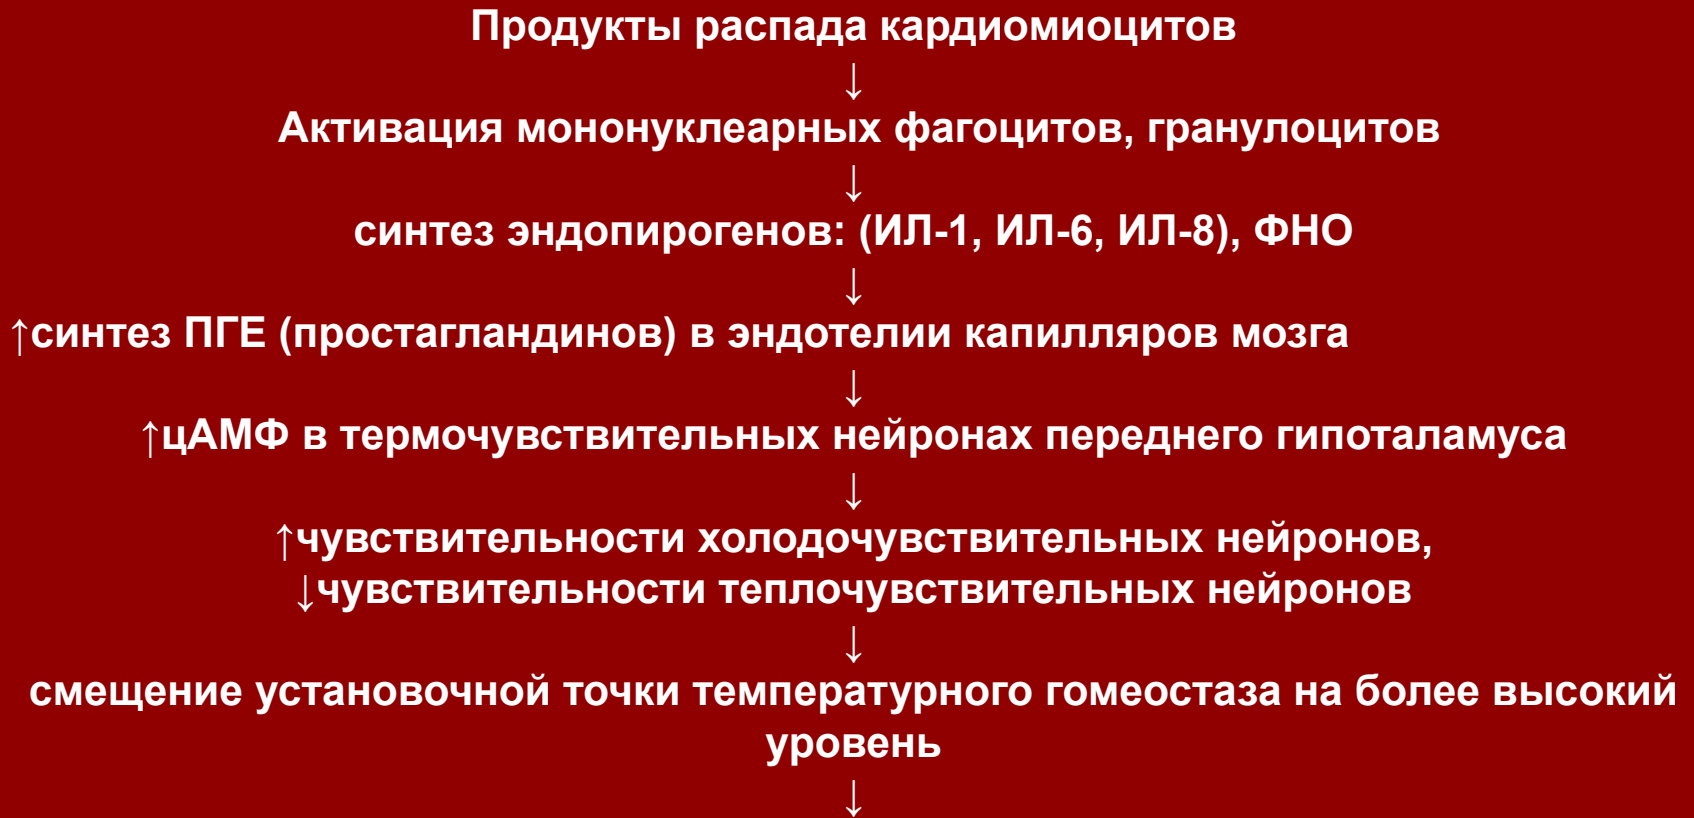 Продукты распада кардиомиоцитов
↓
Активация мононуклеарных фагоцитов, гранулоцитов
↓
синтез эндопирогенов: (ИЛ-1, ИЛ-6, ИЛ-8), ФНО
↓
↑синтез ПГЕ (простагландинов) в эндотелии капилляров мозга
↓
↑цАМФ в термочувствительных нейронах переднего гипоталамуса
↓
↑чувствительности холодочувствительных нейронов,
↓чувствительности теплочувствительных нейронов
↓
смещение установочной точки температурного гомеостаза на более высокий
уровень
↓